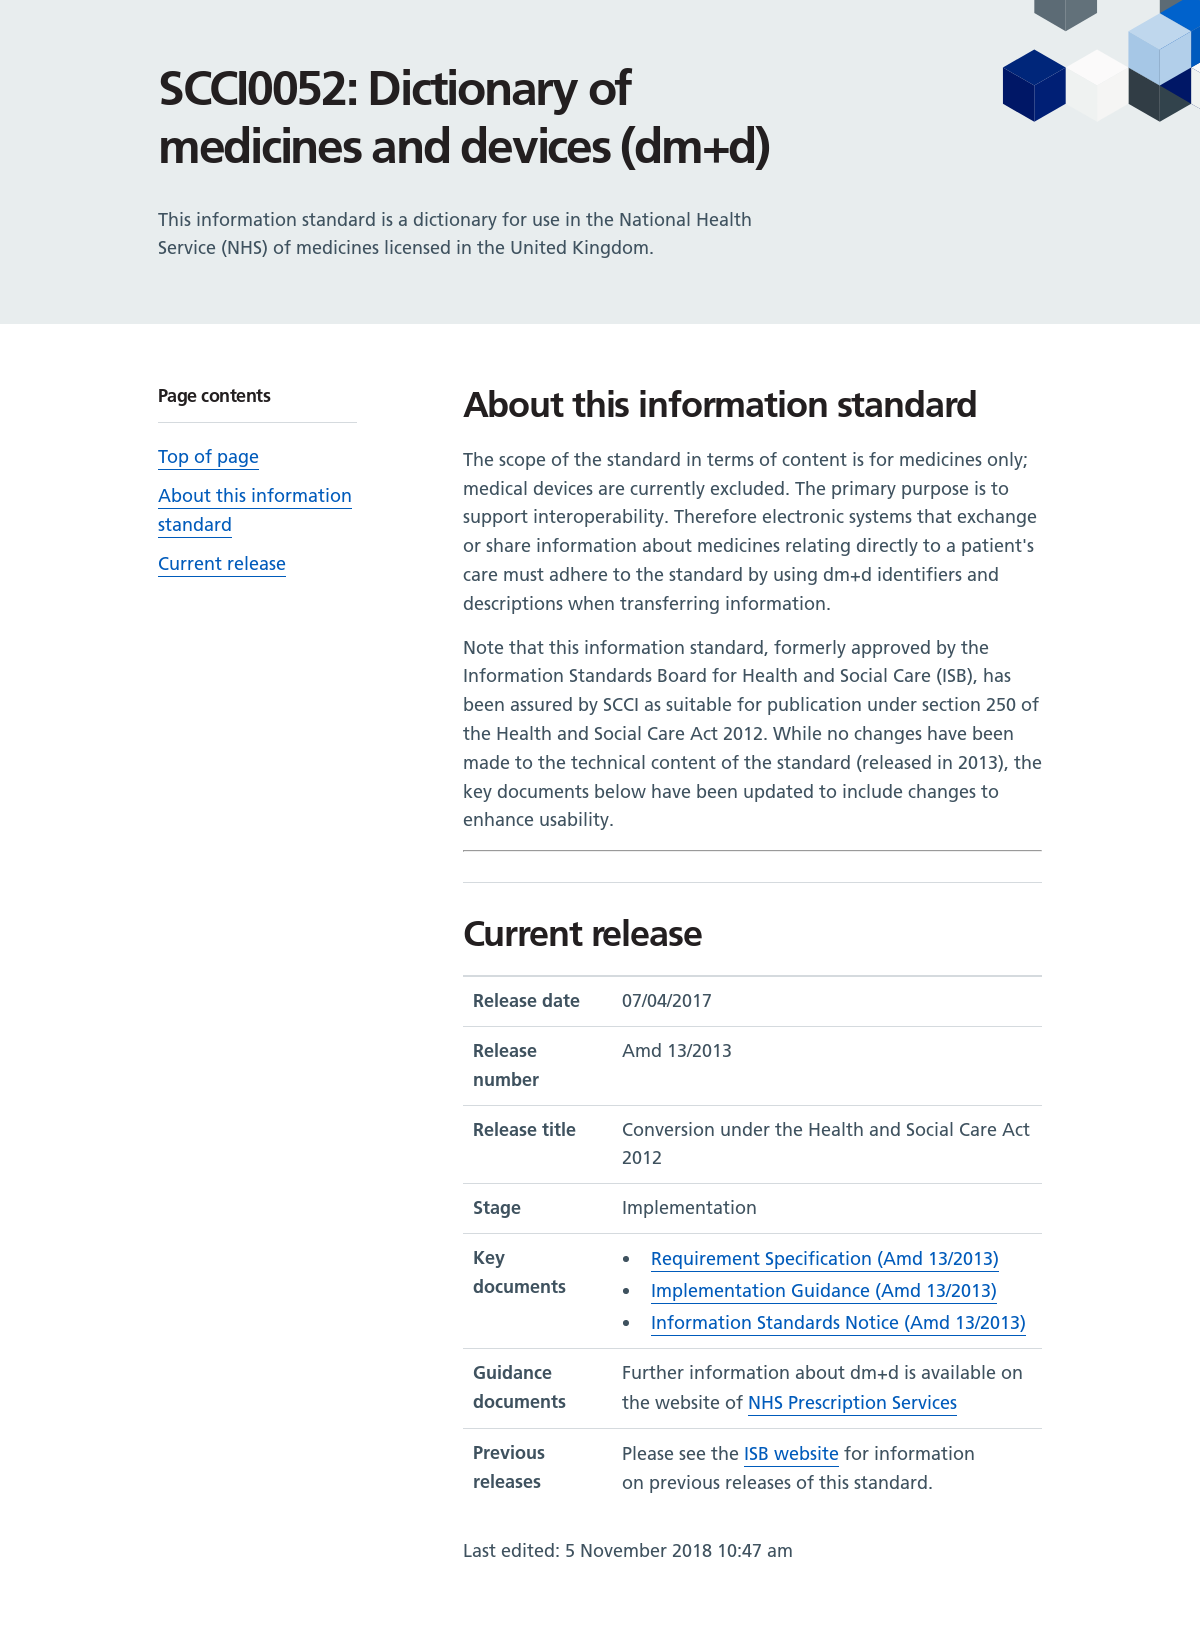 SCCI0052: Dictionary of
medicines and devices (dm+d)
This information standard is a dictionary for use in the National Health
Service (NHS) of medicines licensed in the United Kingdom.
Page contents
Top of page
About this information
standard
Current release
About this information standard
The scope of the standard in terms of content is for medicines only;
medical devices are currently excluded. The primary purpose is to
support interoperability. Therefore electronic systems that exchange
or share information about medicines relating directly to a patient's
care must adhere to the standard by using dm+d identifiers and
descriptions when transferring information.
Note that this information standard, formerly approved by the
Information Standards Board for Health and Social Care (ISB), has
been assured by SCCI as suitable for publication under section 250 of
the Health and Social Care Act 2012. While no changes have been
made to the technical content of the standard (released in 2013), the
key documents below have been updated to include changes to
enhance usability.
Current release
Release date 07/04/2017
Release Amd 13/2013
number
Release title Conversion under the Health and Social Care Act
2012
Stage Implementation
Key • Requirement Specification (Amd 13/2013)
documents • Implementation Guidance (Amd 13/2013)
• Information Standards Notice (Amd 13/2013)
Guidance Further information about dm+d is available on
documents the website of NHS Prescription Services
Previous Please see the ISB website for information
releases on previous releases of this standard.
Last edited: 5 November 2018 10:47 am